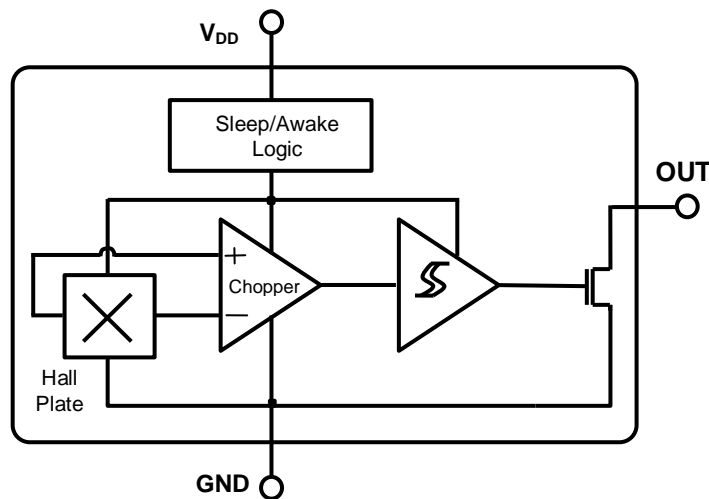 VDD
Sleep/Awake
Logic
OUT
+
Chopper
−
Hall
Plate
GND